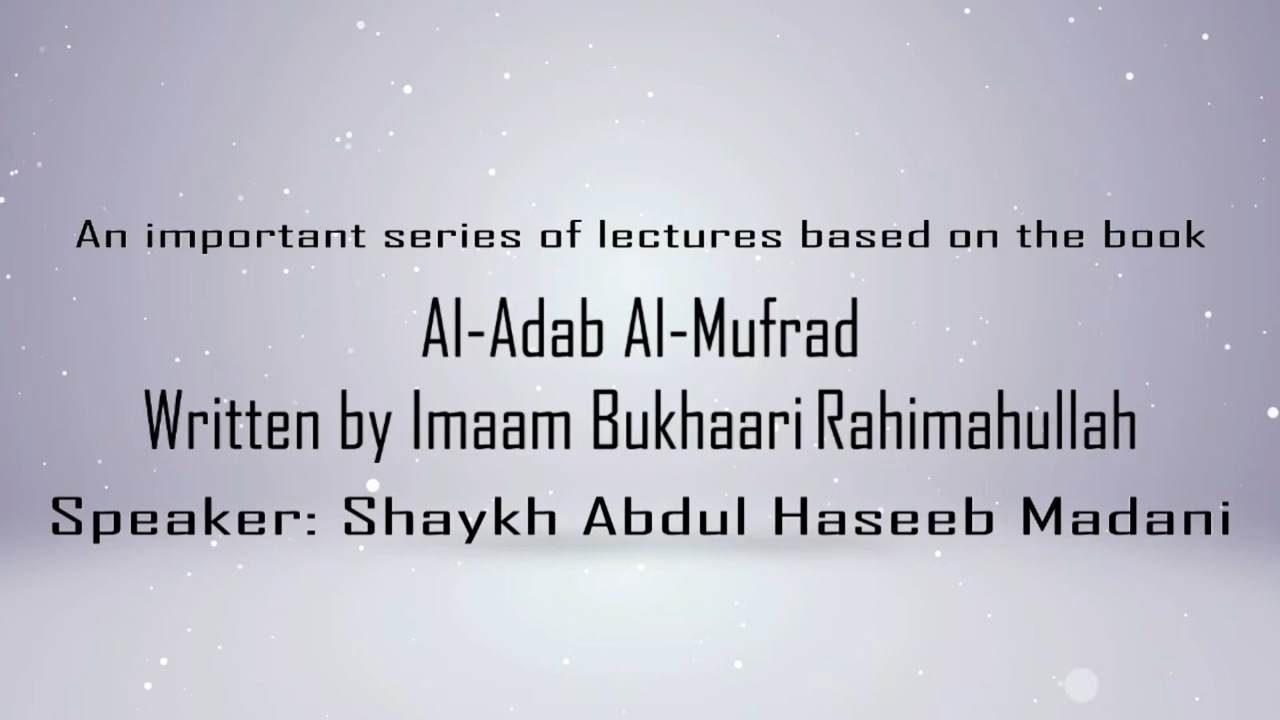 An important series of lectures based on the book
Al-Adab Al-Mufrad
Written by Imaam Bukhaari Rahimahullah
Speaker: Shaykh Abdul Haseeb Madani